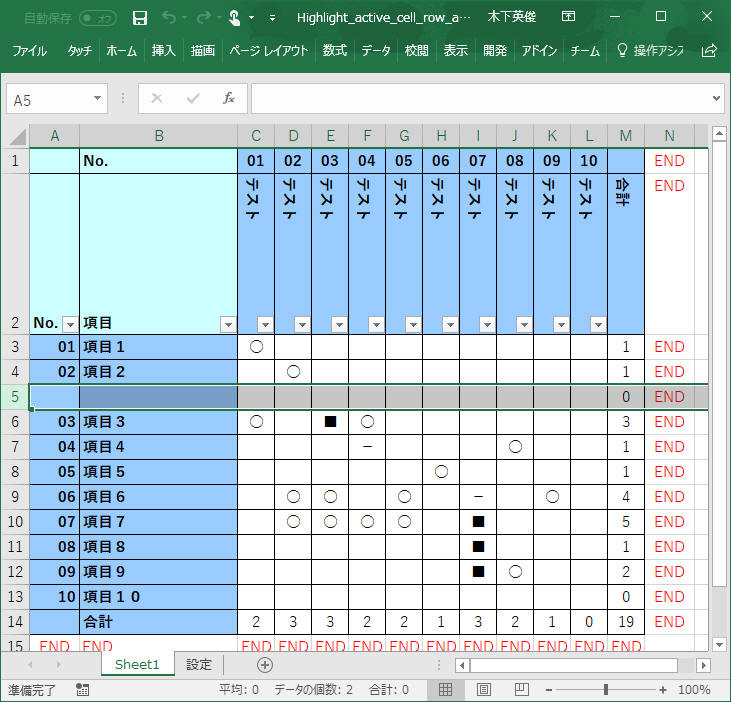 自動保存 オフ Highlight_active_cell_row_a... 木下英俊
ファイル タッチ ホーム 挿入 描画 ページ レイアウト 数式 データ 校閲 表示 開発 アドイン チーム 操作アシス
A5 fx
A B C D E F G H I J K L M N
1 No. 01 02 03 04 05 06 07 08 09 10 END
テスト テスト テスト テスト テスト テスト テスト テスト テスト テスト 合計 END
2 No. 項目
3 01 項目1 ○ 1 END
4 02 項目2 ○ 1 END
5 0 END
6 03 項目3 ○ ■ ○ 3 END
7 04 項目4 − ○ 1 END
8 05 項目5 ○ 1 END
9 06 項目6 ○ ○ ○ − ○ 4 END
10 07 項目7 ○ ○ ○ ○ ■ 5 END
11 08 項目8 ■ 1 END
12 09 項目9 ■ ○ 2 END
13 10 項目10 0 END
14 合計 2 3 3 2 2 1 3 2 1 0 19 END
15 END END END END END END END END END END END END END
Sheet1 設定
準備完了 平均: 0 データの個数: 2 合計: 0 100%